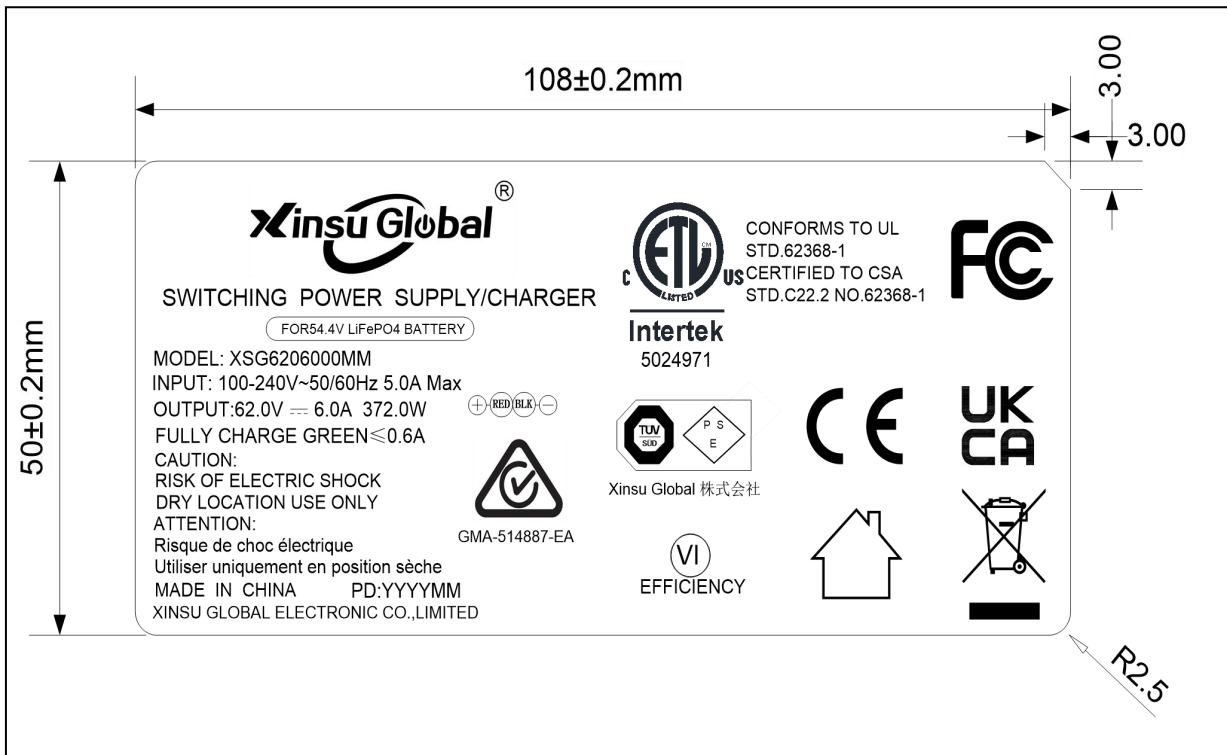 108±0.2mm
3.00
3.00
50±0.2mm
Xinsu Global ®
SWITCHING POWER SUPPLY/CHARGER
FOR54.4V LiFePO4 BATTERY
MODEL: XSG6206000MM
INPUT: 100-240V~50/60Hz 5.0A Max
OUTPUT:62.0V ⎓ 6.0A 372.0W
+ RED BLK −
FULLY CHARGE GREEN≤0.6A
CAUTION:
RISK OF ELECTRIC SHOCK
DRY LOCATION USE ONLY
ATTENTION:
Risque de choc électrique
Utiliser uniquement en position sèche
MADE IN CHINA PD:YYYYMM
XINSU GLOBAL ELECTRONIC CO.,LIMITED
GMA-514887-EA
ETL CM
LISTED
C US
Intertek
5024971
CONFORMS TO UL
STD.62368-1
CERTIFIED TO CSA
STD.C22.2 NO.62368-1
FC
TUV
SUD
P S
E
Xinsu Global 株式会社
CE
UK
CA
VI
EFFICIENCY
R2.5